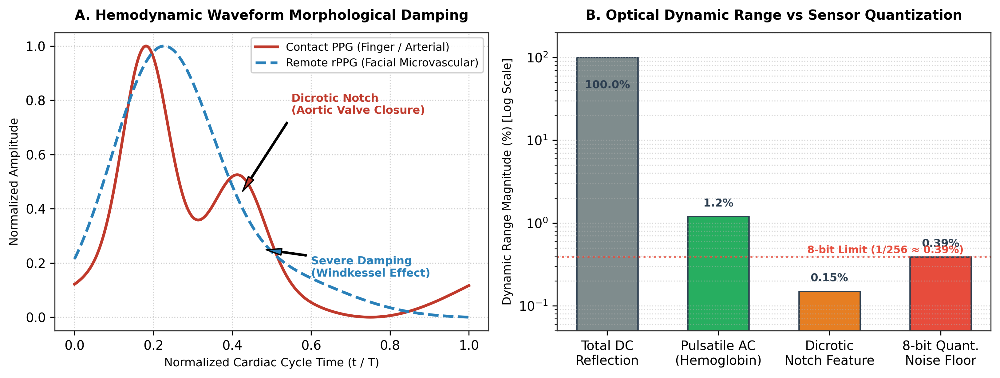 A. Hemodynamic Waveform Morphological Damping
Normalized Amplitude
1.0
0.8
0.6
0.4
0.2
0.0
Contact PPG (Finger / Arterial)
Remote rPPG (Facial Microvascular)
Dicrotic Notch
(Aortic Valve Closure)
Severe Damping
(Windkessel Effect)
0.0 0.2 0.4 0.6 0.8 1.0
Normalized Cardiac Cycle Time (t / T)
B. Optical Dynamic Range vs Sensor Quantization
Dynamic Range Magnitude (%) [Log Scale]
10²
10¹
10⁰
10⁻¹
100.0%
1.2%
0.15%
0.39%
8-bit Limit (1/256 ≈ 0.39%)
Total DC
Reflection
Pulsatile AC
(Hemoglobin)
Dicrotic
Notch Feature
8-bit Quant.
Noise Floor